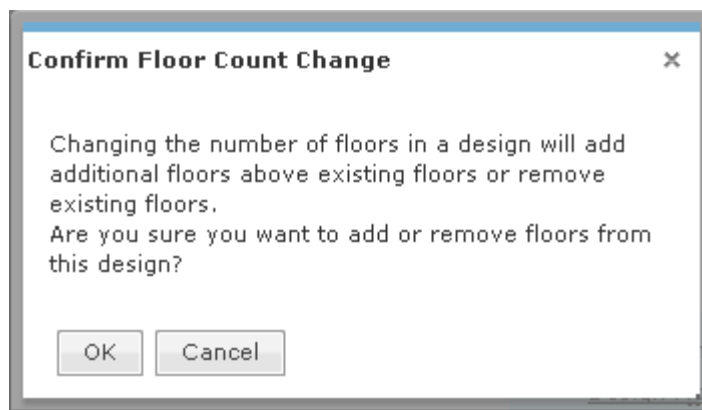 Confirm Floor Count Change
Changing the number of floors in a design will add
additional floors above existing floors or remove
existing floors.
Are you sure you want to add or remove floors from
this design?
OK Cancel